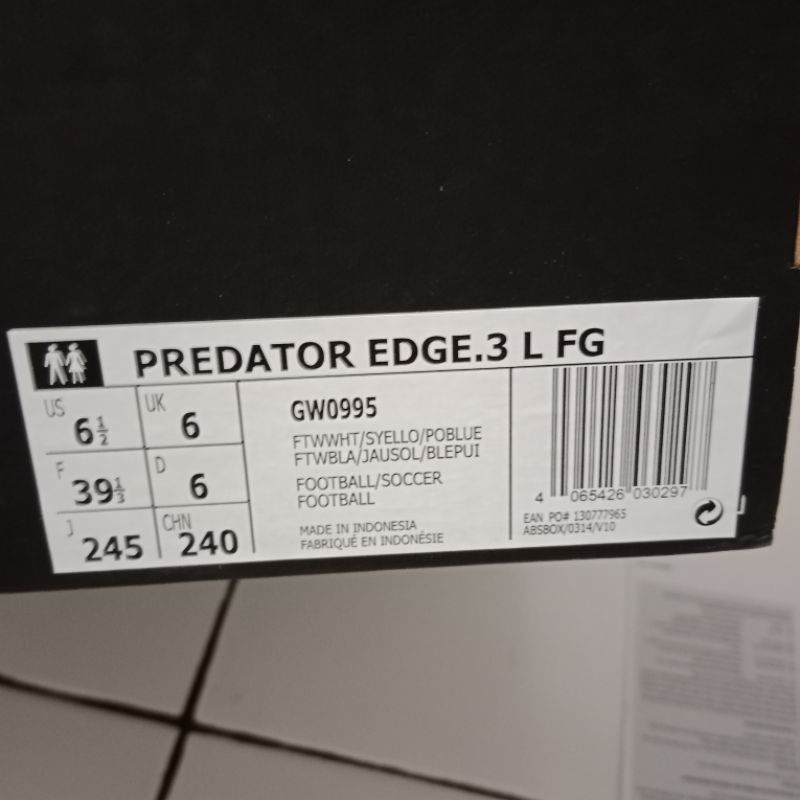 PREDATOR EDGE.3 L FG
US 6½
UK 6
F 39⅓
D 6
J 245
CHN 240
GW0995
FTWWHT/SYELLO/POBLUE
FTWBLA/JAUSOL/BLEPUI
FOOTBALL/SOCCER
FOOTBALL
MADE IN INDONESIA
FABRIQUÉ EN INDONÉSIE
4 065426 030297
EAN PO# 130777965
ABSBOX/0314/V10